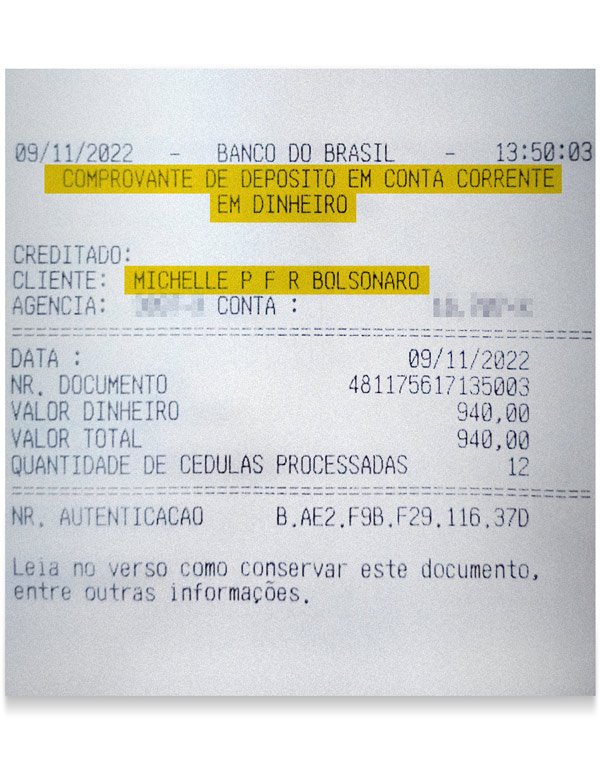 09/11/2022 - BANCO DO BRASIL - 13:50:03
COMPROVANTE DE DEPOSITO EM CONTA CORRENTE
EM DINHEIRO
CREDITADO:
CLIENTE: MICHELLE P F R BOLSONARO
AGENCIA: CONTA :
DATA : 09/11/2022
NR. DOCUMENTO 481175617135003
VALOR DINHEIRO 940,00
VALOR TOTAL 940,00
QUANTIDADE DE CEDULAS PROCESSADAS 12
NR. AUTENTICACAO B.AE2.F9B.F29.116.37D
Leia no verso como conservar este documento,
entre outras informações.